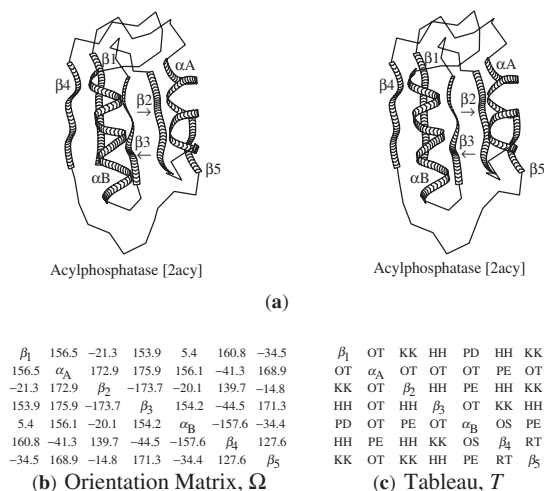 β1
αA
β4
β2
→
β3
←
αB
β5
Acylphosphatase [2acy]
β1
αA
β4
β2
→
β3
←
αB
β5
Acylphosphatase [2acy]
(a)
β1 156.5 −21.3 153.9 5.4 160.8 −34.5
156.5 αA 172.9 175.9 156.1 −41.3 168.9
−21.3 172.9 β2 −173.7 −20.1 139.7 −14.8
153.9 175.9 −173.7 β3 154.2 −44.5 171.3
5.4 156.1 −20.1 154.2 αB −157.6 −34.4
160.8 −41.3 139.7 −44.5 −157.6 β4 127.6
−34.5 168.9 −14.8 171.3 −34.4 127.6 β5
(b) Orientation Matrix, Ω
β1 OT KK HH PD HH KK
OT αA OT OT OT PE OT
KK OT β2 HH PE HH KK
HH OT HH β3 OT KK HH
PD OT PE OT αB OS PE
HH PE HH KK OS β4 RT
KK OT KK HH PE RT β5
(c) Tableau, T